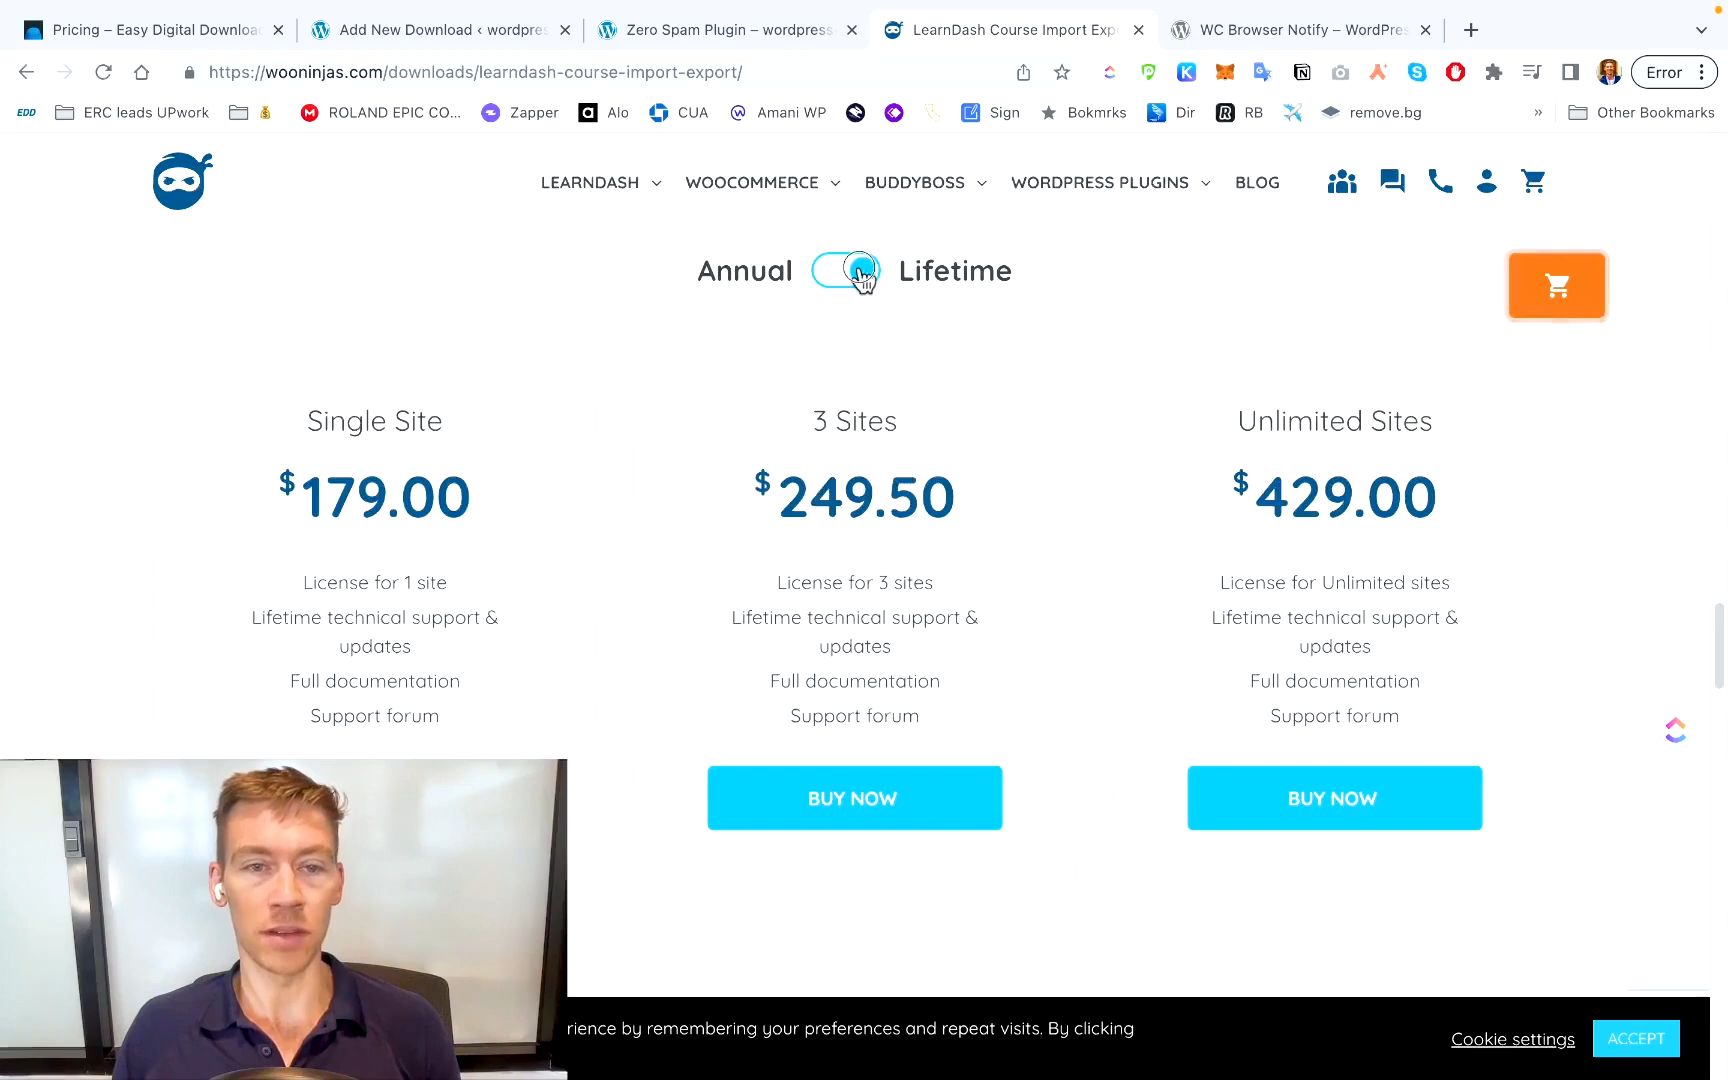 Pricing – Easy Digital Downloa
Add New Download ‹ wordpres
Zero Spam Plugin – wordpress
LearnDash Course Import Exp
WC Browser Notify – WordPres
https://wooninjas.com/downloads/learndash-course-import-export/
Error
EDD
ERC leads UPwork
ROLAND EPIC CO...
Zapper
Alo
CUA
Amani WP
Sign
Bokmrks
Dir
RB
remove.bg
»
Other Bookmarks
LEARNDASH
WOOCOMMERCE
BUDDYBOSS
WORDPRESS PLUGINS
BLOG
Annual
Lifetime
Single Site
$179.00
License for 1 site
Lifetime technical support &
updates
Full documentation
Support forum
3 Sites
$249.50
License for 3 sites
Lifetime technical support &
updates
Full documentation
Support forum
BUY NOW
Unlimited Sites
$429.00
License for Unlimited sites
Lifetime technical support &
updates
Full documentation
Support forum
BUY NOW
rience by remembering your preferences and repeat visits. By clicking
Cookie settings
ACCEPT